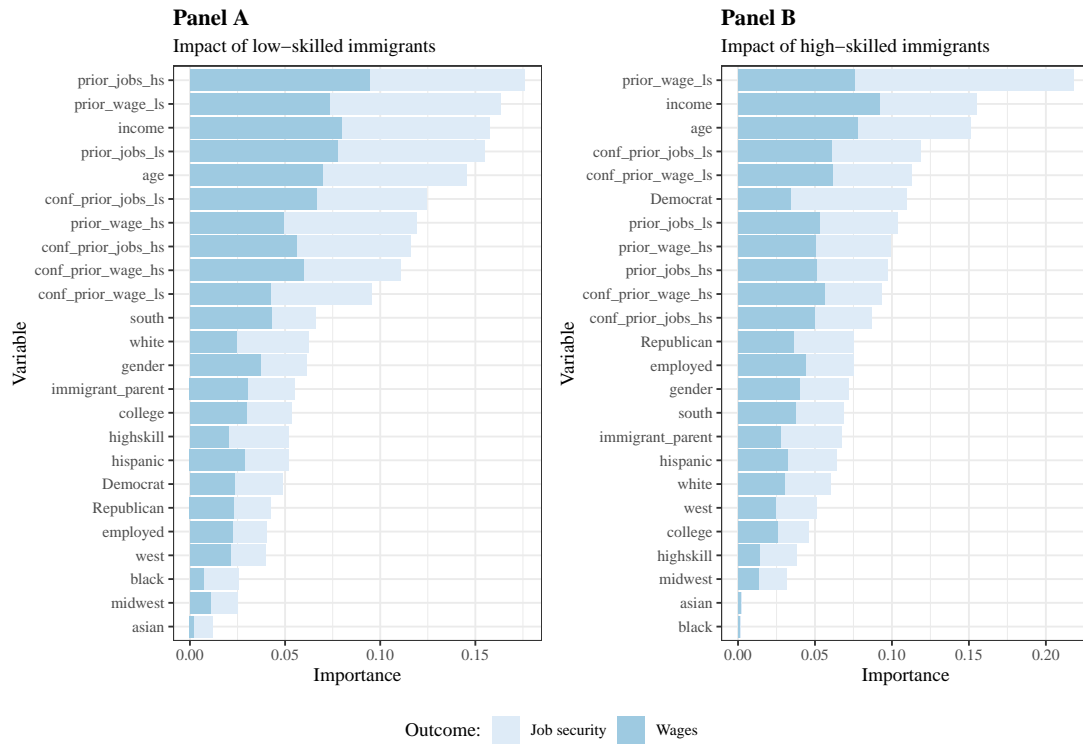 Panel A
Impact of low−skilled immigrants
Variable
prior_jobs_hs
prior_wage_ls
income
prior_jobs_ls
age
conf_prior_jobs_ls
prior_wage_hs
conf_prior_jobs_hs
conf_prior_wage_hs
conf_prior_wage_ls
south
white
gender
immigrant_parent
college
highskill
hispanic
Democrat
Republican
employed
west
black
midwest
asian
0.00 0.05 0.10 0.15
Importance
Panel B
Impact of high−skilled immigrants
Variable
prior_wage_ls
income
age
conf_prior_jobs_ls
conf_prior_wage_ls
Democrat
prior_jobs_ls
prior_wage_hs
prior_jobs_hs
conf_prior_wage_hs
conf_prior_jobs_hs
Republican
employed
gender
south
immigrant_parent
hispanic
white
west
college
highskill
midwest
asian
black
0.00 0.05 0.10 0.15 0.20
Importance
Outcome: Job security Wages